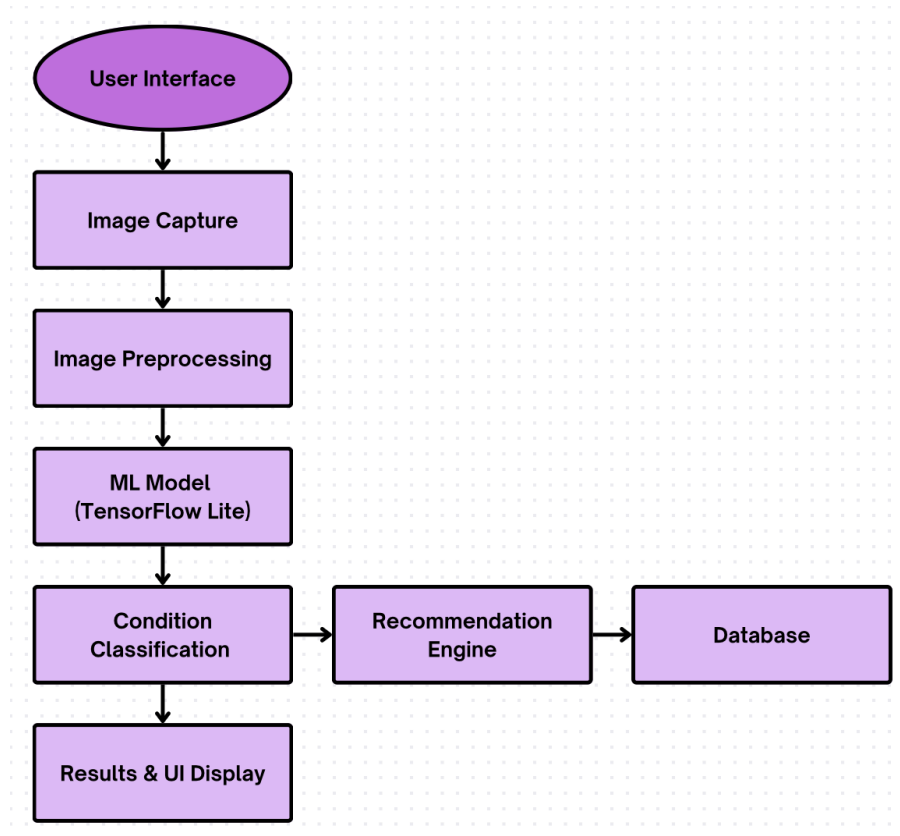 User Interface
Image Capture
Image Preprocessing
ML Model
(TensorFlow Lite)
Condition
Classification
Recommendation
Engine
Database
Results & UI Display